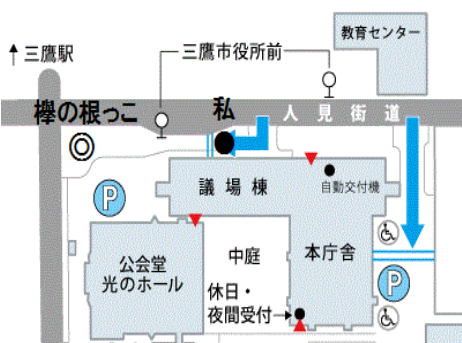 教育センター
↑三鷹駅
三鷹市役所前
欅の根っこ
私
人見街道
◎
議場棟
自動交付機
P
公会堂
光のホール
中庭
本庁舎
P
休日・
夜間受付→